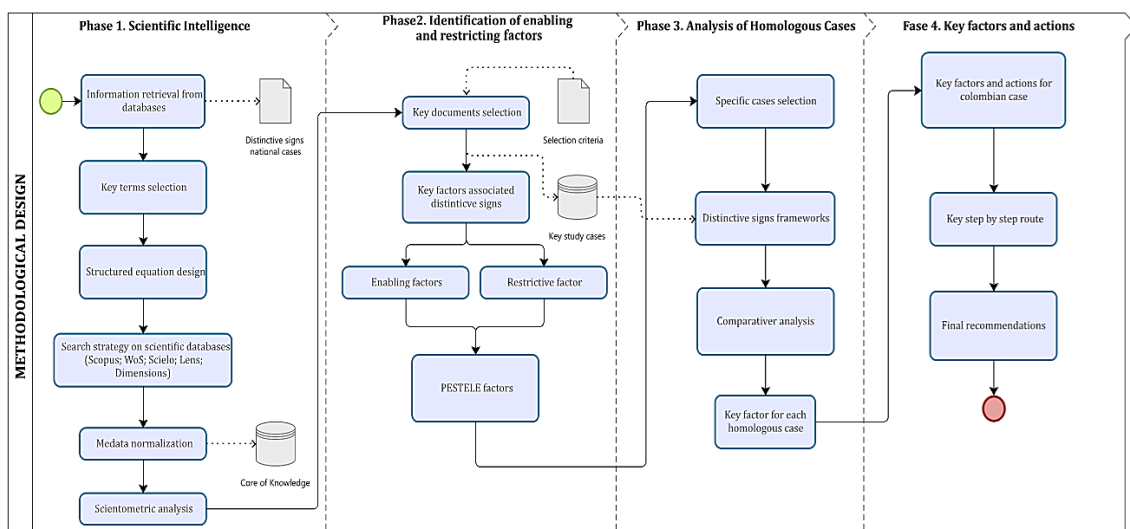 METHODOLOGICAL DESIGN
Phase 1. Scientific Intelligence
Information retrieval from
databases
Distinctive signs
national cases
Key terms selection
Structured equation design
Search strategy on scientific databases
(Scopus; WoS; Scielo; Lens;
Dimensions)
Medata normalization
Core of Knowledge
Scientometric analysis
Phase2. Identification of enabling
and restricting factors
Key documents selection
Selection criteria
Key factors associated
distinticve signs
Key study cases
Enabling factors
Restrictive factor
PESTELE factors
Phase 3. Analysis of Homologous Cases
Specific cases selection
Distinctive signs frameworks
Comparativer analysis
Key factor for each
homologous case
Fase 4. Key factors and actions
Key factors and actions for
colombian case
Key step by step route
Final recommendations